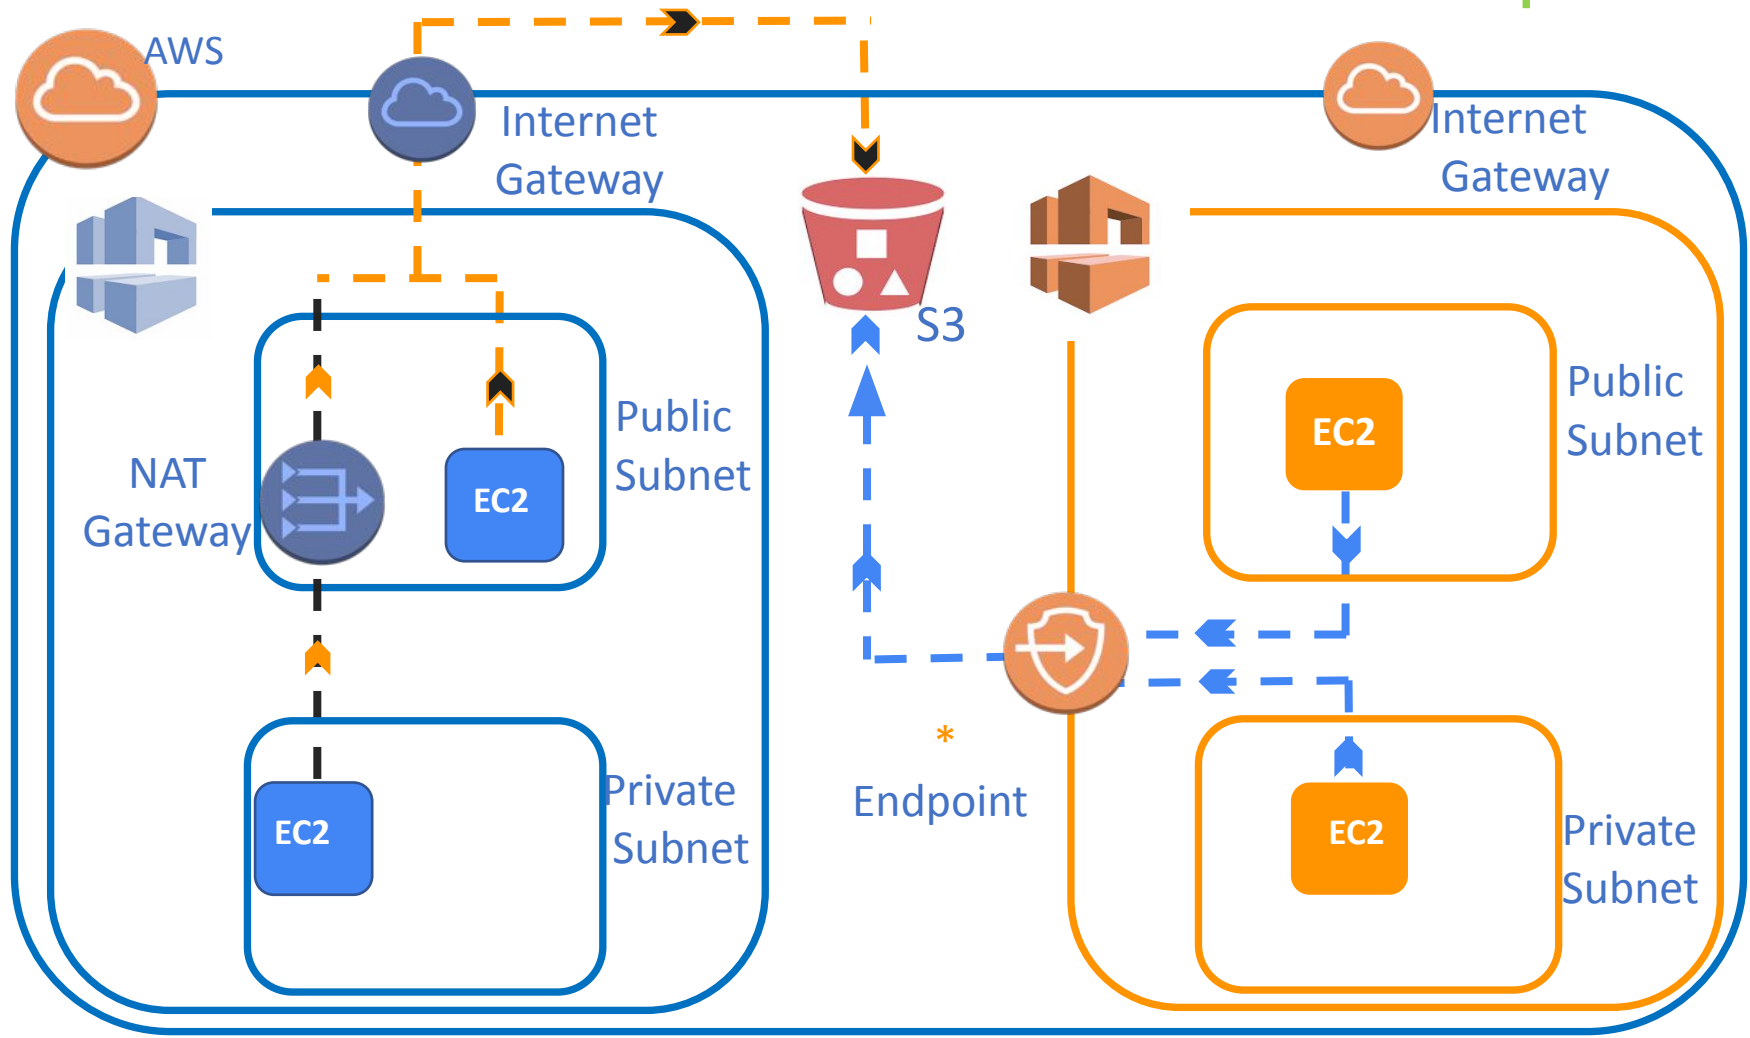 AWS
Internet
Gateway
Internet
Gateway
S3
Public
Subnet
NAT
Gateway
EC2
Public
Subnet
EC2
*
Endpoint
Private
Subnet
EC2
Private
Subnet
EC2